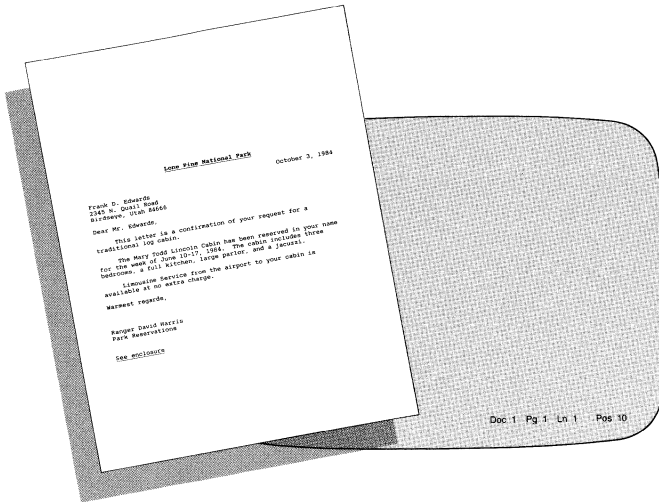 Lone Pine National Park
October 3, 1984
Frank D. Edwards
2345 N. Quail Road
Birdseye, Utah 84666
Dear Mr. Edwards,
This letter is a confirmation of your request for a
traditional log cabin.
The Mary Todd Lincoln Cabin has been reserved in your name
for the week of June 10-17, 1984. The cabin includes three
bedrooms, a full kitchen, large parlor, and a jacuzzi.
Limousine Service from the airport to your cabin is
available at no extra charge.
Warmest regards,
Ranger David Harris
Park Reservations
See enclosure
Doc 1 Pg 1 Ln 1 Pos 10